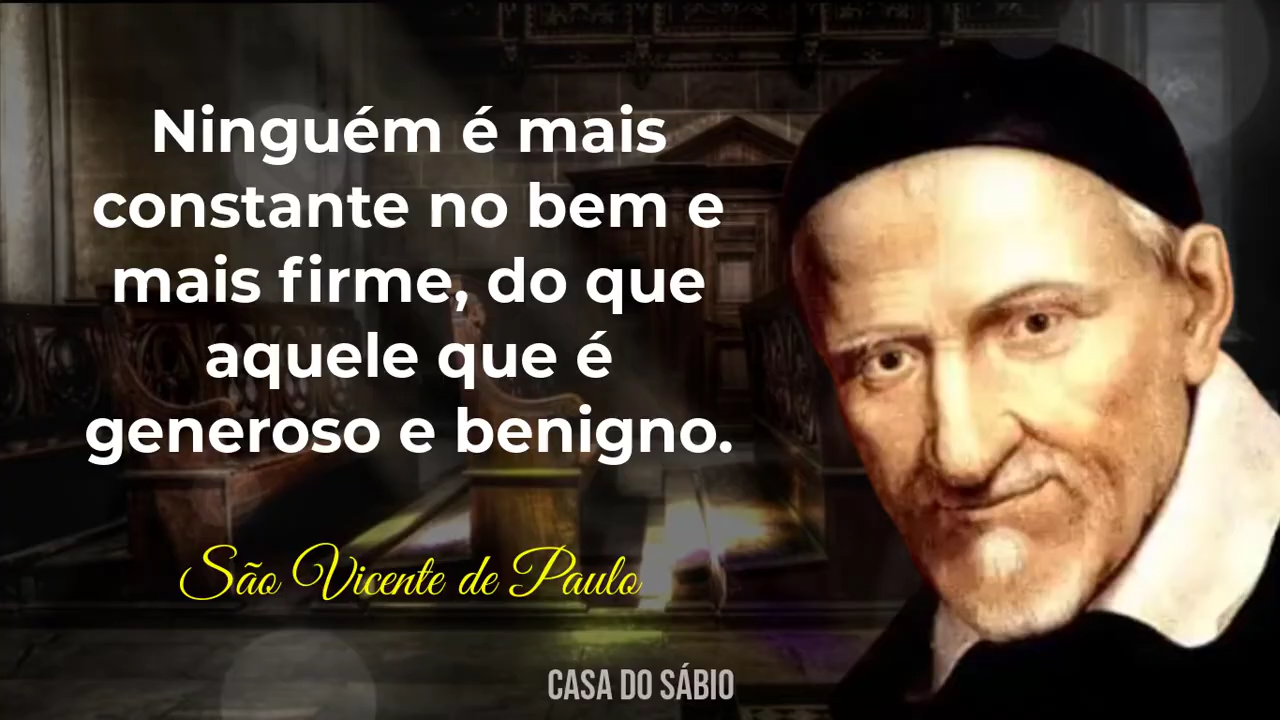 Ninguém é mais
constante no bem e
mais firme, do que
aquele que é
generoso e benigno.
São Vicente de Paulo
CASA DO SÁBIO